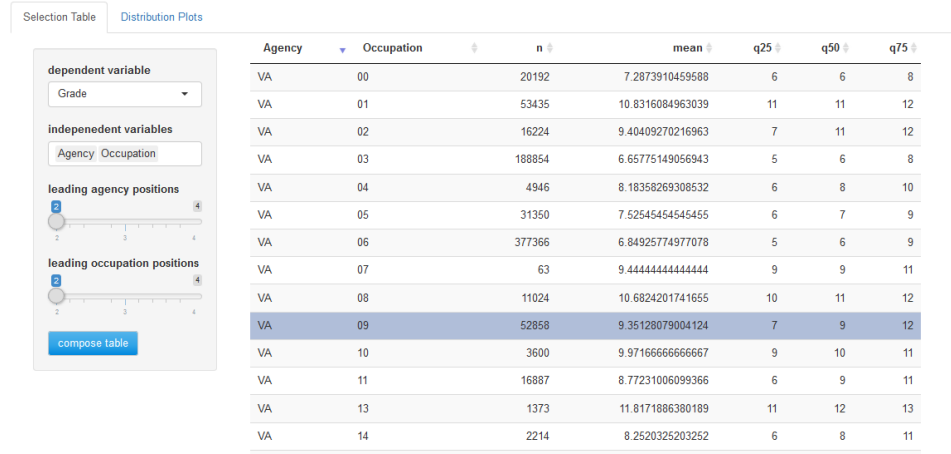 Selection Table Distribution Plots
dependent variable
Grade
indepenedent variables
Agency Occupation
leading agency positions
2 4
2 3 4
leading occupation positions
2 4
2 3 4
compose table
Agency Occupation n mean q25 q50 q75
VA 00 20192 7.2873910459588 6 6 8
VA 01 53435 10.8316084963039 11 11 12
VA 02 16224 9.40409270216963 7 11 12
VA 03 188854 6.65775149056943 5 6 8
VA 04 4946 8.18358269308532 6 8 10
VA 05 31350 7.52545454545455 6 7 9
VA 06 377366 6.84925774977078 5 6 9
VA 07 63 9.44444444444444 9 9 11
VA 08 11024 10.6824201741655 10 11 12
VA 09 52858 9.35128079004124 7 9 12
VA 10 3600 9.97166666666667 9 10 11
VA 11 16887 8.77231006099366 6 9 11
VA 13 1373 11.8171886380189 11 12 13
VA 14 2214 8.2520325203252 6 8 11